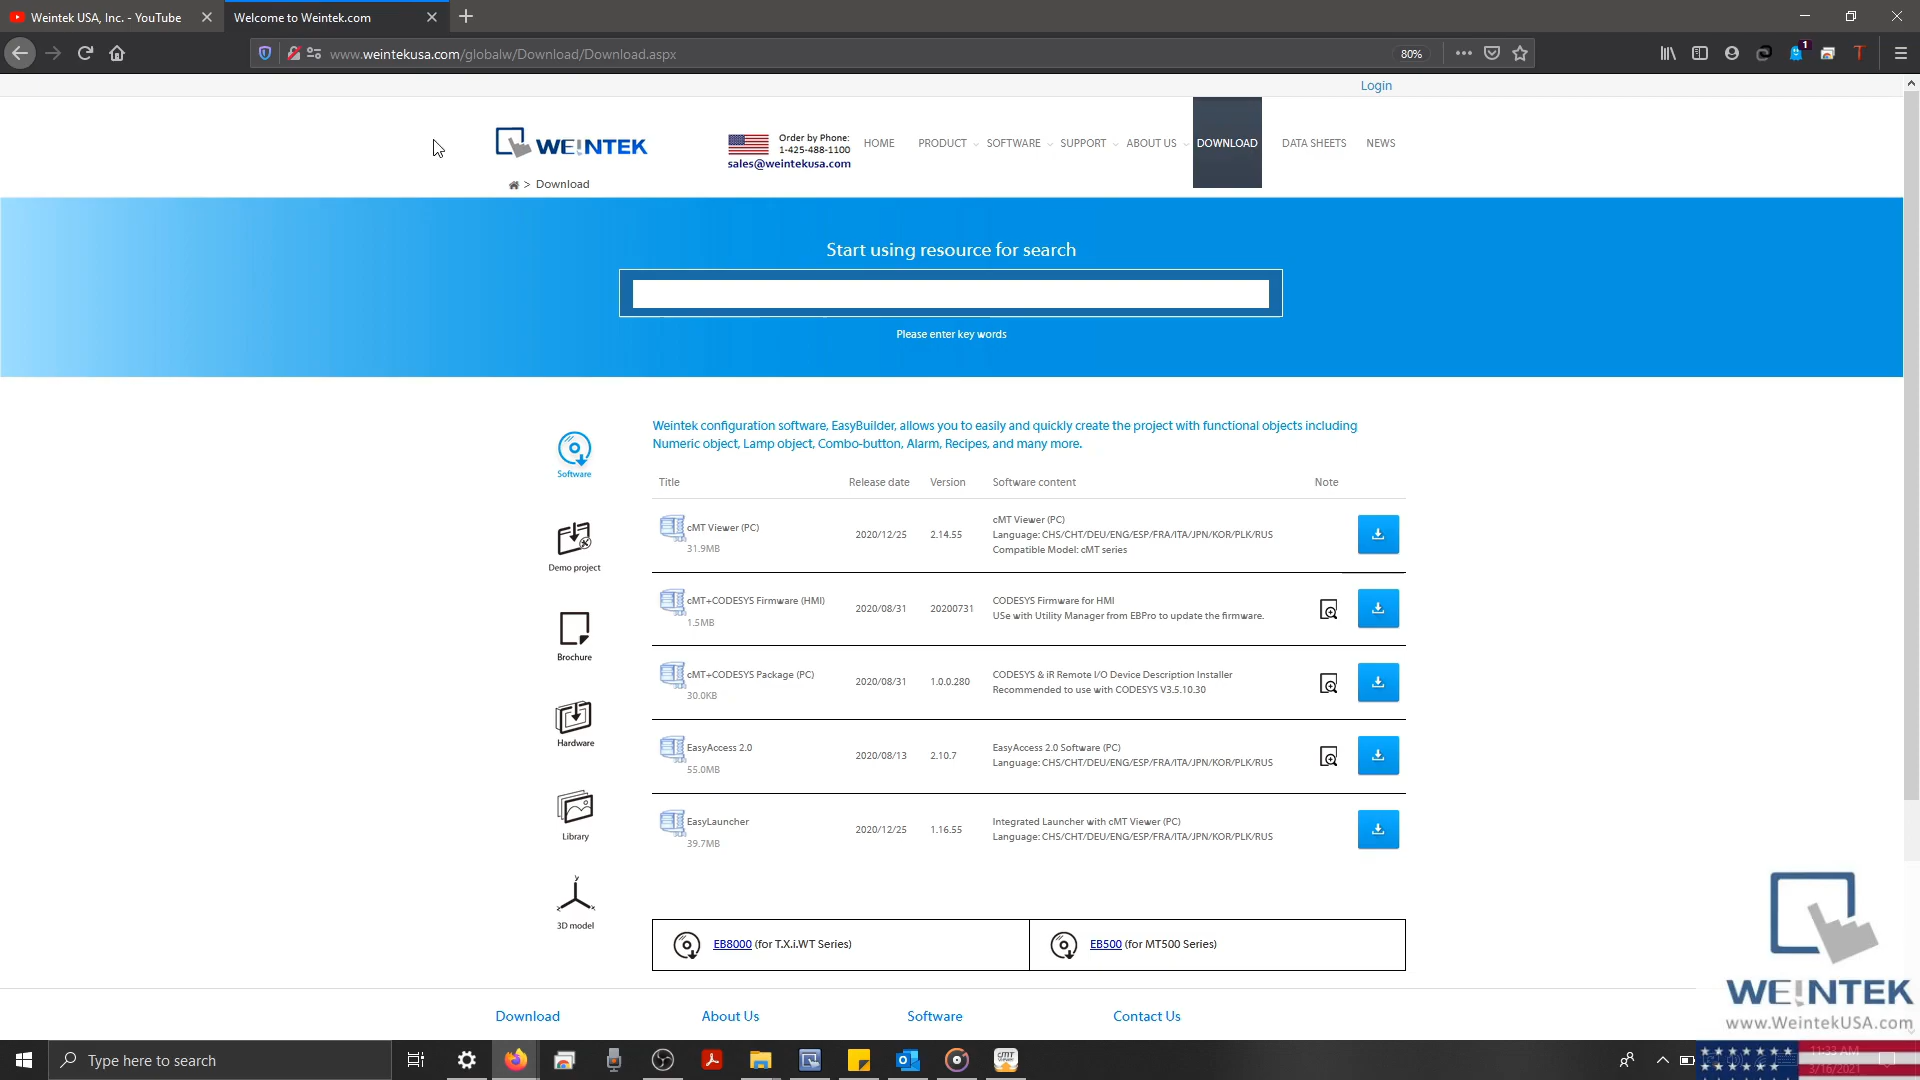 Weintek USA, Inc. - YouTube
Welcome to Weintek.com
www.weintekusa.com/globalw/Download/Download.aspx
80%
1
T
Login
WE!NTEK
Order by Phone:
1-425-488-1100
sales@weintekusa.com
HOME
PRODUCT
SOFTWARE
SUPPORT
ABOUT US
DOWNLOAD
DATA SHEETS
NEWS
> Download
Start using resource for search
Please enter key words
Weintek configuration software, EasyBuilder, allows you to easily and quickly create the project with functional objects including
Numeric object, Lamp object, Combo-button, Alarm, Recipes, and many more.
Software
Demo project
Brochure
Hardware
Library
y
x
z
3D model
Title Release date Version Software content Note
cMT Viewer (PC)
31.9MB
2020/12/25
2.14.55
cMT Viewer (PC)
Language: CHS/CHT/DEU/ENG/ESP/FRA/ITA/JPN/KOR/PLK/RUS
Compatible Model: cMT series
cMT+CODESYS Firmware (HMI)
1.5MB
2020/08/31
20200731
CODESYS Firmware for HMI
USe with Utility Manager from EBPro to update the firmware.
cMT+CODESYS Package (PC)
30.0KB
2020/08/31
1.0.0.280
CODESYS & iR Remote I/O Device Description Installer
Recommended to use with CODESYS V3.5.10.30
EasyAccess 2.0
55.0MB
2020/08/13
2.10.7
EasyAccess 2.0 Software (PC)
Language: CHS/CHT/DEU/ENG/ESP/FRA/ITA/JPN/KOR/PLK/RUS
EasyLauncher
39.7MB
2020/12/25
1.16.55
Integrated Launcher with cMT Viewer (PC)
Language: CHS/CHT/DEU/ENG/ESP/FRA/ITA/JPN/KOR/PLK/RUS
EB8000 (for T.X.i.WT Series)
EB500 (for MT500 Series)
Download
About Us
Software
Contact Us
WE!NTEK
www.WeintekUSA.com
Type here to search
11:33 AM
3/16/2021